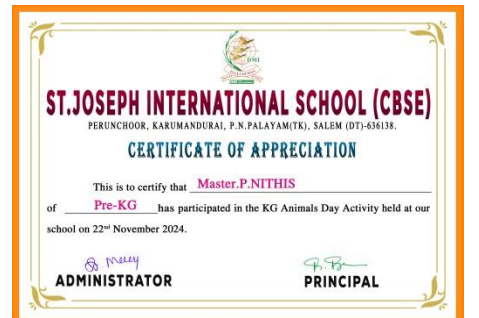 DMI
ST.JOSEPH INTERNATIONAL SCHOOL (CBSE)
PERUNCHOOR, KARUMANDURAI, P.N.PALAYAM(TK), SALEM (DT)-636138.
CERTIFICATE OF APPRECIATION
This is to certify that Master.P.NITHIS
of Pre-KG has participated in the KG Animals Day Activity held at our
school on 22nd November 2024.
ADMINISTRATOR PRINCIPAL